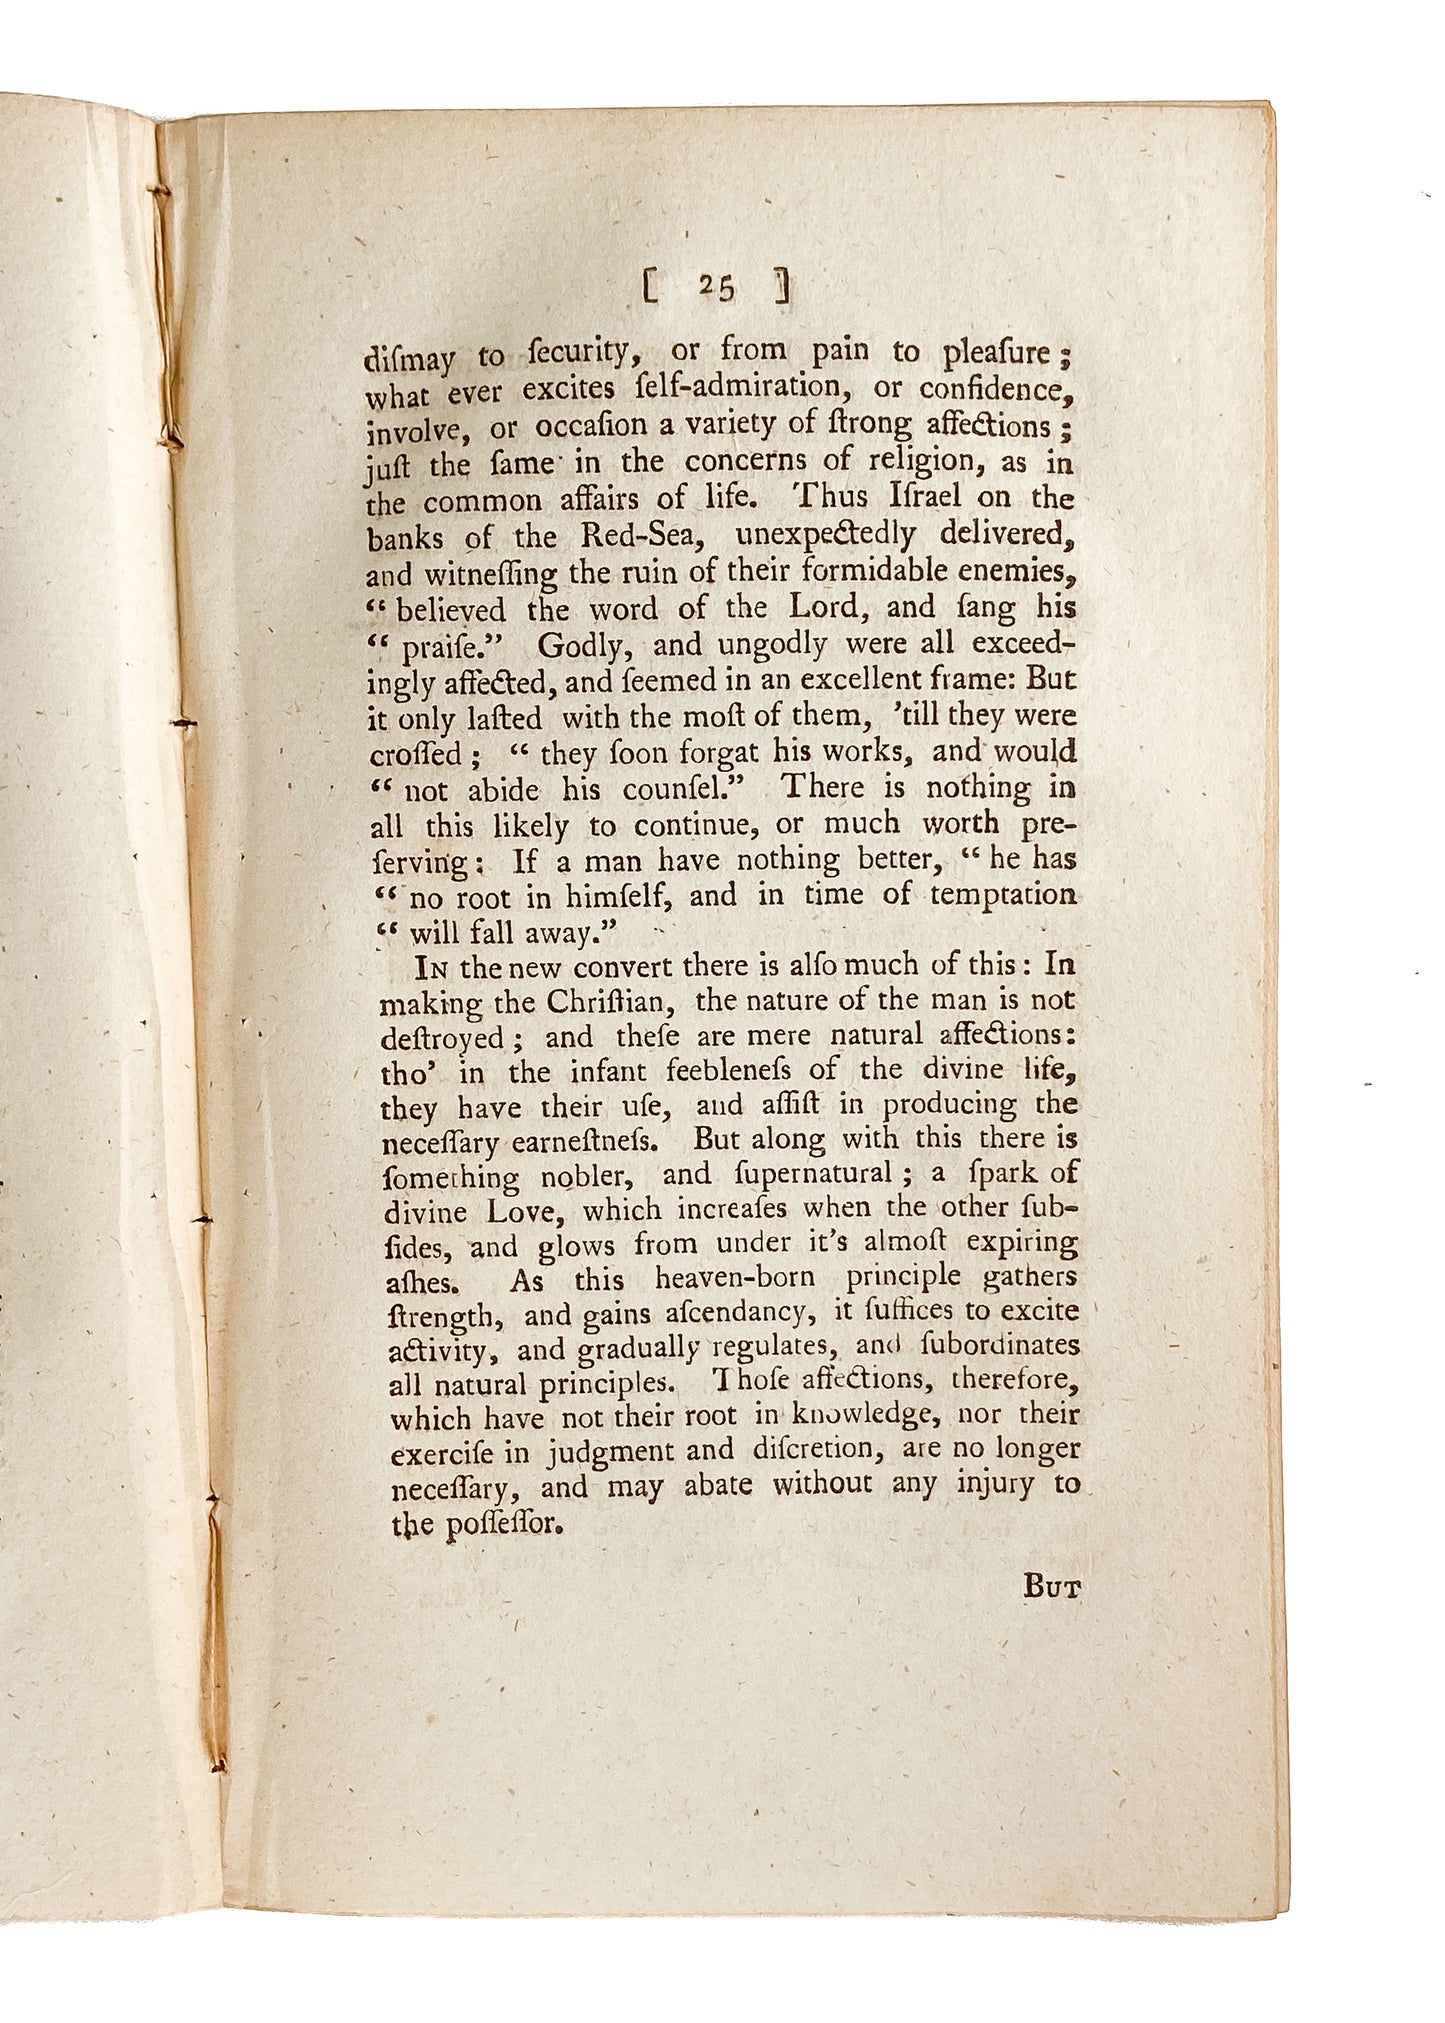 [ 25 ]
diſmay to ſecurity, or from pain to pleaſure;
what ever excites ſelf-admiration, or confidence,
involve, or occaſion a variety of ſtrong affections;
juſt the ſame in the concerns of religion, as in
the common affairs of life. Thus Iſrael on the
banks of the Red-Sea, unexpectedly delivered,
and witneſſing the ruin of their formidable enemies,
“ believed the word of the Lord, and ſang his
“ praiſe.” Godly, and ungodly were all exceed-
ingly affected, and ſeemed in an excellent frame: But
it only laſted with the moſt of them, ’till they were
croſſed; “ they ſoon forgat his works, and would
“ not abide his counſel.” There is nothing in
all this likely to continue, or much worth pre-
ſerving: If a man have nothing better, “ he has
“ no root in himſelf, and in time of temptation
“ will fall away.”
IN the new convert there is alſo much of this: In
making the Chriſtian, the nature of the man is not
deſtroyed; and theſe are mere natural affections:
tho’ in the infant feebleneſs of the divine life,
they have their uſe, and aſſiſt in producing the
neceſſary earneſtneſs. But along with this there is
ſomething nobler, and ſupernatural; a ſpark of
divine Love, which increaſes when the other ſub-
ſides, and glows from under it’s almoſt expiring
aſhes. As this heaven-born principle gathers
ſtrength, and gains aſcendancy, it ſuffices to excite
activity, and gradually regulates, and ſubordinates
all natural principles. Thoſe affections, therefore,
which have not their root in knowledge, nor their
exerciſe in judgment and diſcretion, are no longer
neceſſary, and may abate without any injury to
the poſſeſſor.
BUT